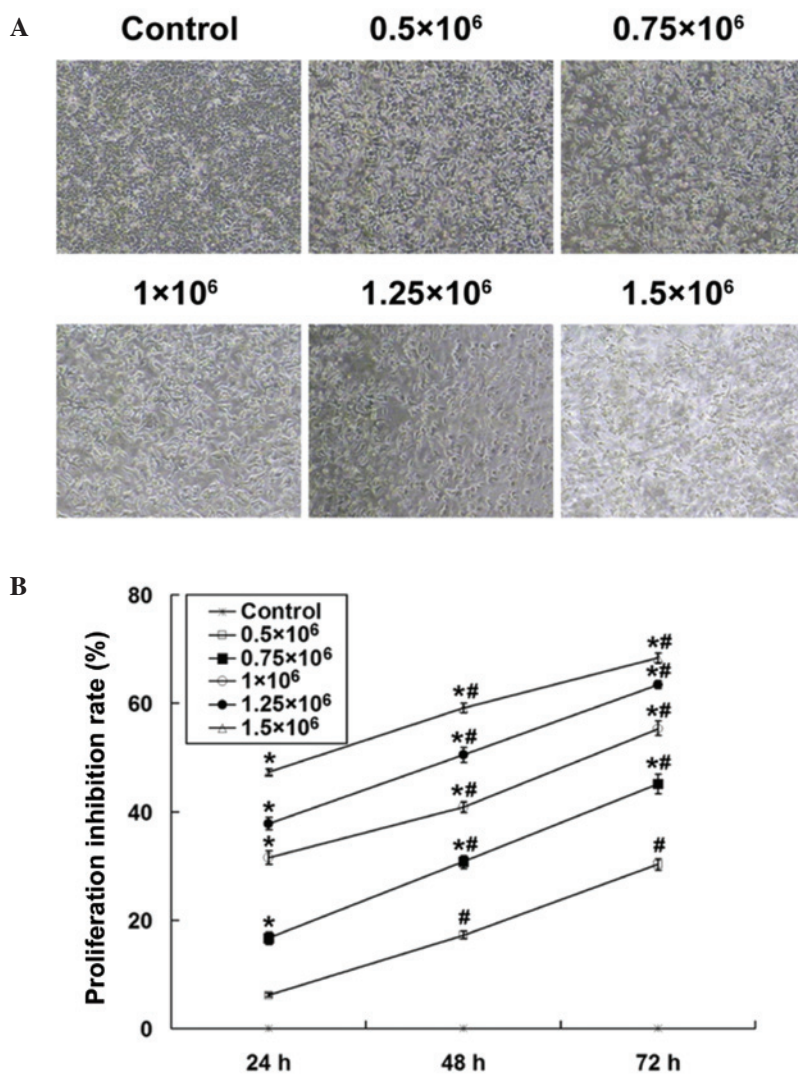 A
Control 0.5×10⁶ 0.75×10⁶
1×10⁶ 1.25×10⁶ 1.5×10⁶
B
Proliferation inhibition rate (%)
80
60
40
20
0
Control
0.5×10⁶
0.75×10⁶
1×10⁶
1.25×10⁶
1.5×10⁶
* *# *#
* *# *#
* *# *#
* *# *#
# #
24 h 48 h 72 h